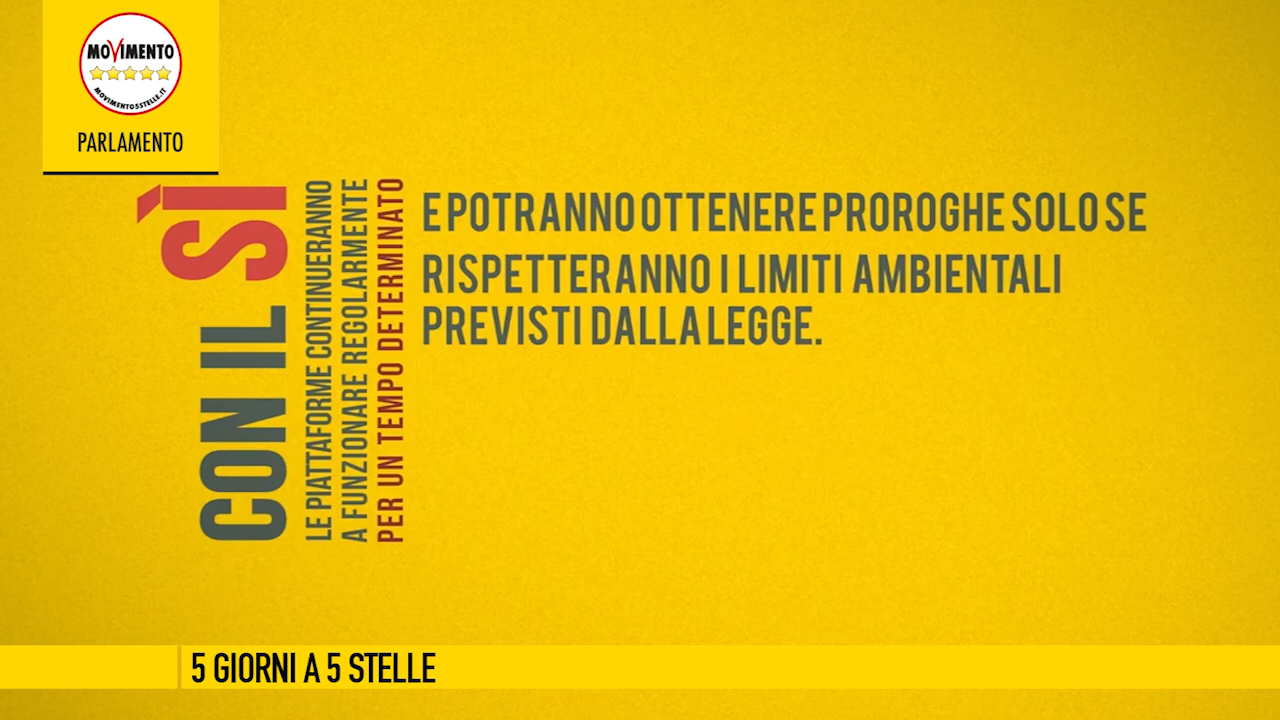 MOVIMENTO
MOVIMENTO5STELLE.IT
PARLAMENTO
CON IL SÌ
LE PIATTAFORME CONTINUERANNO
A FUNZIONARE REGOLARMENTE
PER UN TEMPO DETERMINATO
E POTRANNO OTTENERE PROROGHE SOLO SE
RISPETTERANNO I LIMITI AMBIENTALI
PREVISTI DALLA LEGGE.
5 GIORNI A 5 STELLE